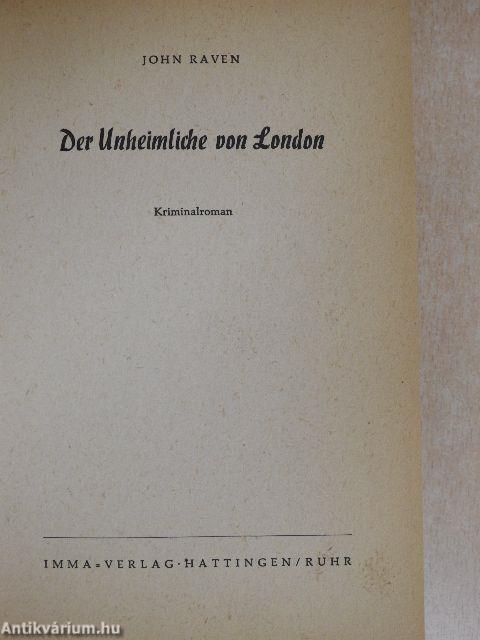 JOHN RAVEN
Der Unheimliche von London
Kriminalroman
IMMA=VERLAG·HATTINGEN/RUHR
Antikvárium.hu